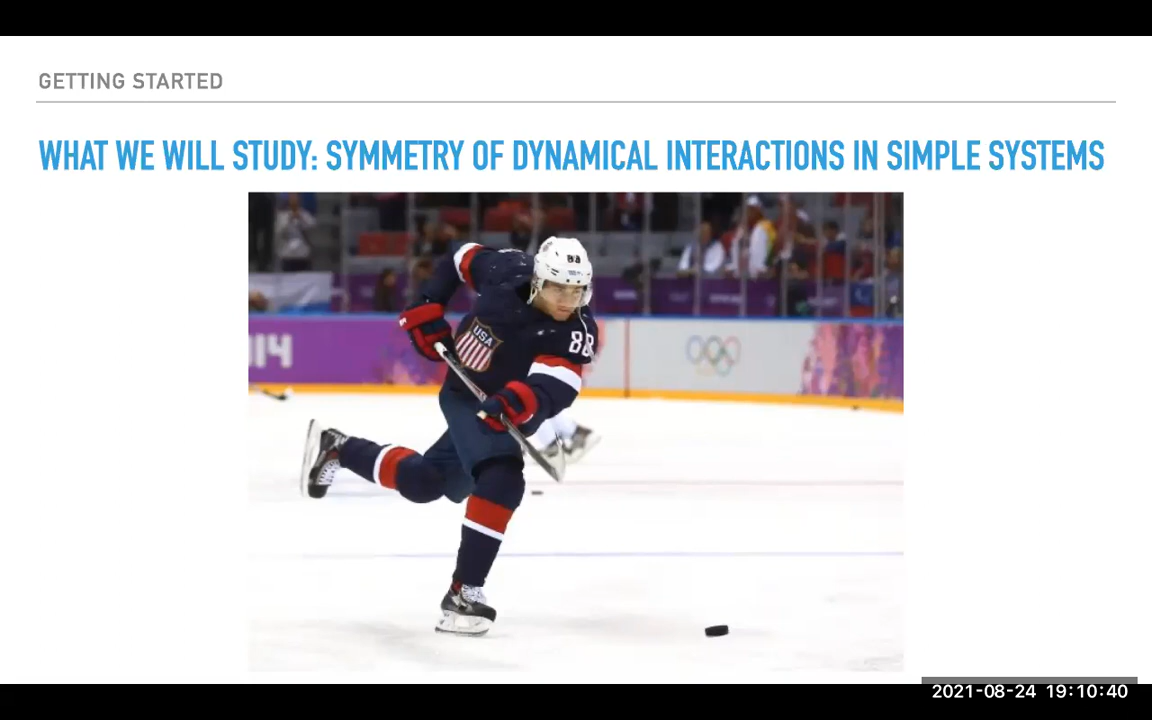 GETTING STARTED
WHAT WE WILL STUDY: SYMMETRY OF DYNAMICAL INTERACTIONS IN SIMPLE SYSTEMS
88
USA
88
014
2021-08-24 19:10:40